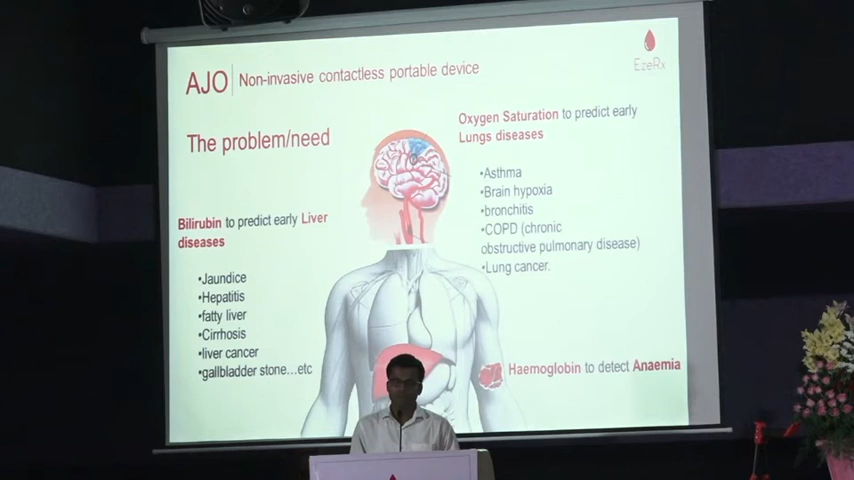 AJO Non-invasive contactless portable device
EzeRx
The problem/need
Oxygen Saturation to predict early
Lungs diseases
•Asthma
•Brain hypoxia
•bronchitis
•COPD (chronic
obstructive pulmonary disease)
•Lung cancer.
Bilirubin to predict early Liver
diseases
•Jaundice
•Hepatitis
•fatty liver
•Cirrhosis
•liver cancer
•gallbladder stone...etc
Haemoglobin to detect Anaemia